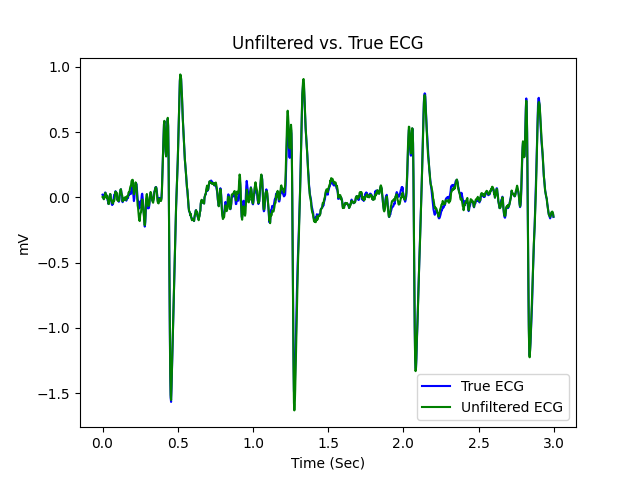 Unfiltered vs. True ECG
1.0
0.5
0.0
−0.5
−1.0
−1.5
mV
True ECG
Unfiltered ECG
0.0 0.5 1.0 1.5 2.0 2.5 3.0
Time (Sec)